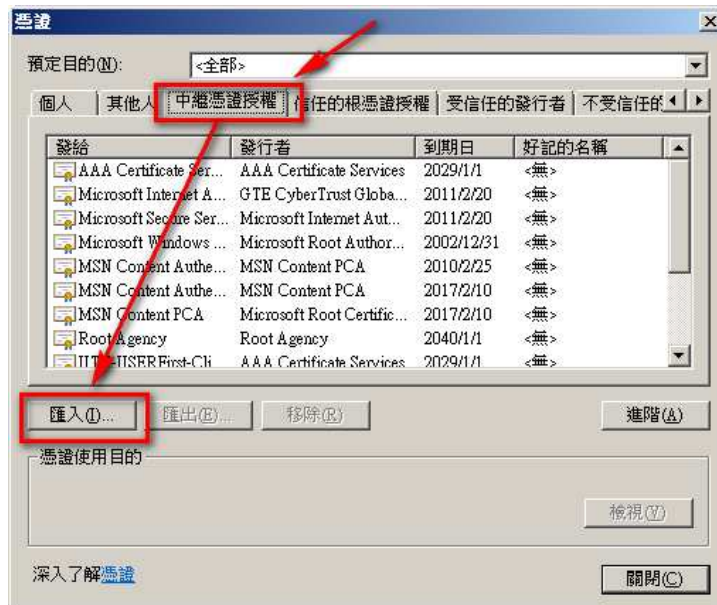 憑證
預定目的(N): <全部>
個人 其他人 中繼憑證授權 信任的根憑證授權 受信任的發行者 不受信任的
發給 發行者 到期日 好記的名稱
AAA Certificate Ser... AAA Certificate Services 2029/1/1 <無>
Microsoft Internet A... GTE CyberTrust Globa... 2011/2/20 <無>
Microsoft Secure Ser... Microsoft Internet Aut... 2011/2/20 <無>
Microsoft Windows ... Microsoft Root Author... 2002/12/31 <無>
MSN Content Authe... MSN Content PCA 2010/2/25 <無>
MSN Content Authe... MSN Content PCA 2017/2/10 <無>
MSN Content PCA Microsoft Root Certific... 2017/2/10 <無>
Root Agency Root Agency 2040/1/1 <無>
UTN-USERFirst-Cli... AAA Certificate Services 2029/1/1 <無>
匯入(I)... 匯出(E)... 移除(R) 進階(A)
憑證使用目的
檢視(V)
深入了解憑證
關閉(C)